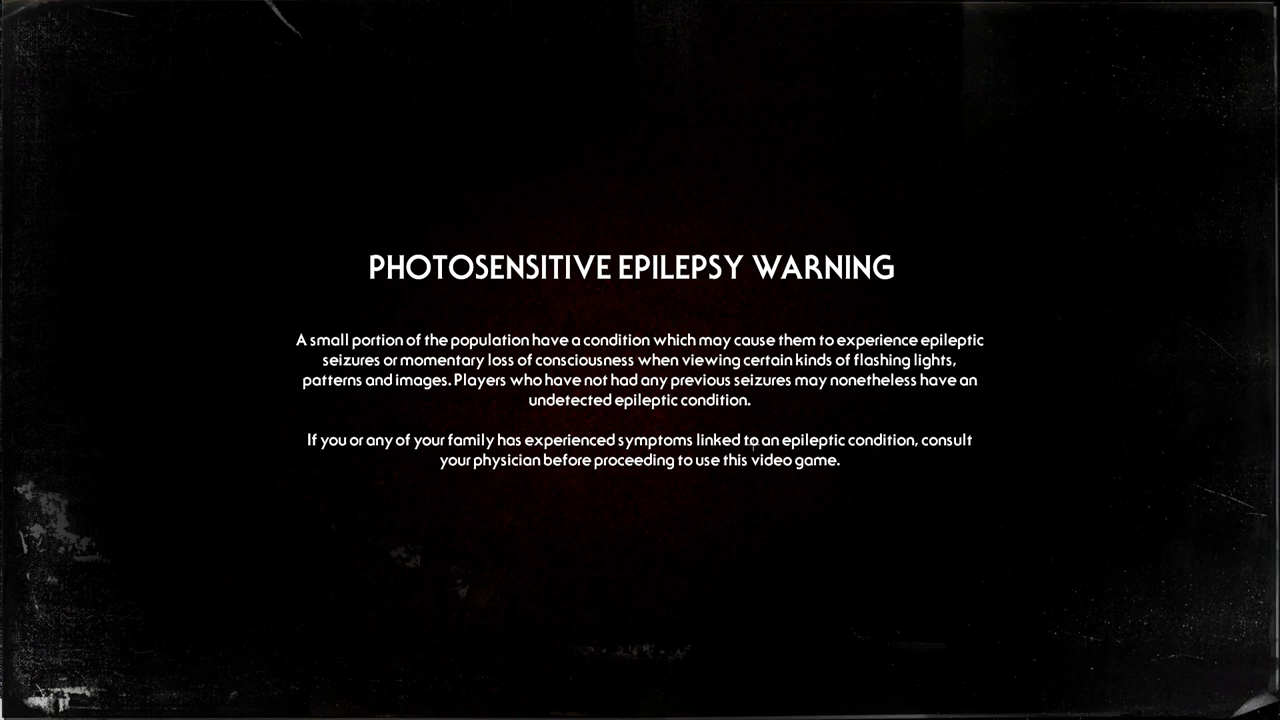 PHOTOSENSITIVE EPILEPSY WARNING
A small portion of the population have a condition which may cause them to experience epileptic
seizures or momentary loss of consciousness when viewing certain kinds of flashing lights,
patterns and images. Players who have not had any previous seizures may nonetheless have an
undetected epileptic condition.
If you or any of your family has experienced symptoms linked to an epileptic condition, consult
your physician before proceeding to use this video game.